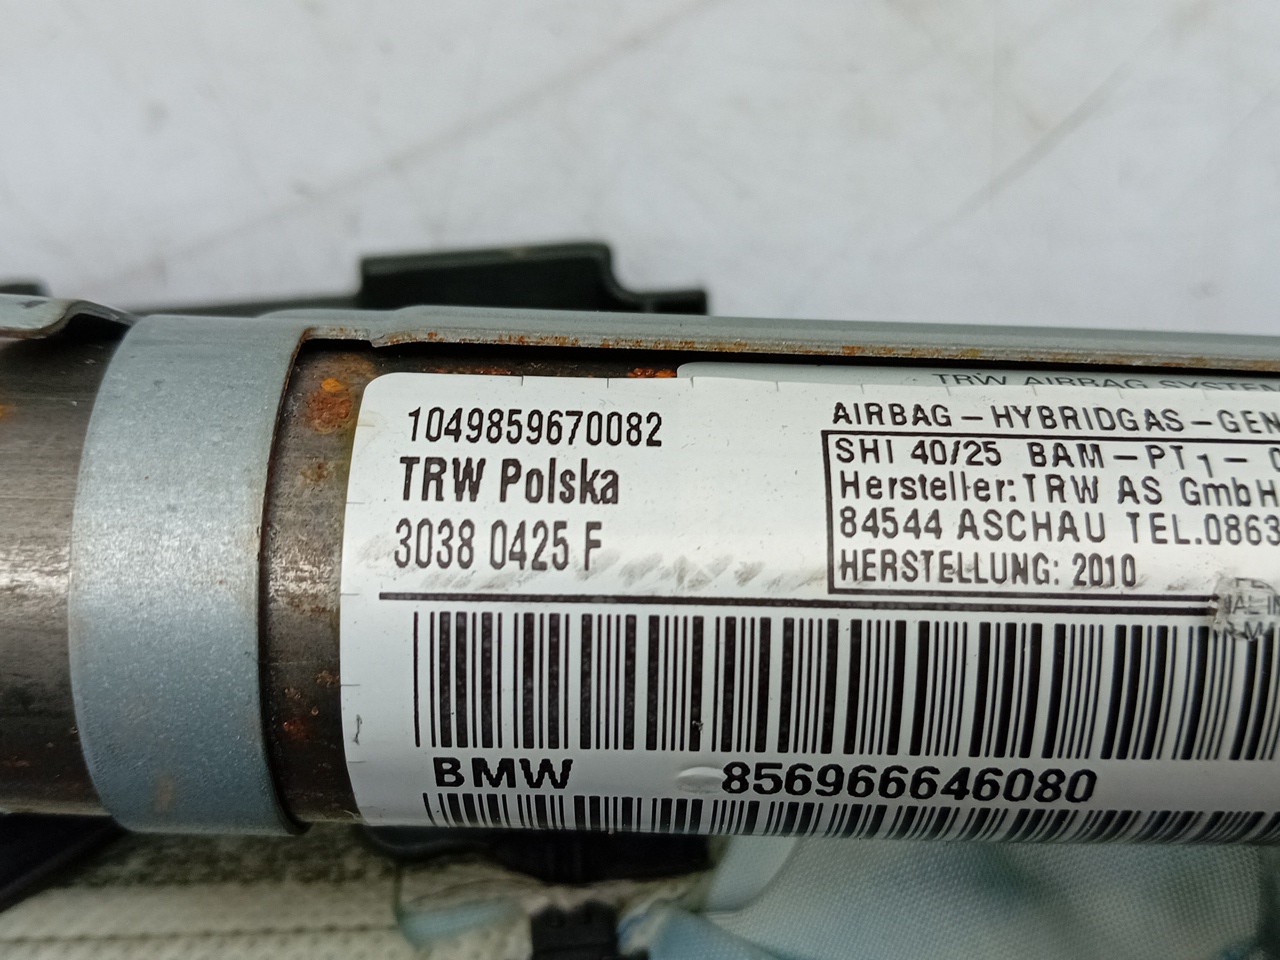 1049859670082
TRW Polska
3038 0425 F
TRW AIRBAG SYSTEM
AIRBAG-HYBRIDGAS-GEN
SHI 40/25 BAM-PT1-
Hersteller: TRW AS GmbH
84544 ASCHAU TEL.0863
HERSTELLUNG: 2010
BMW 856966646080